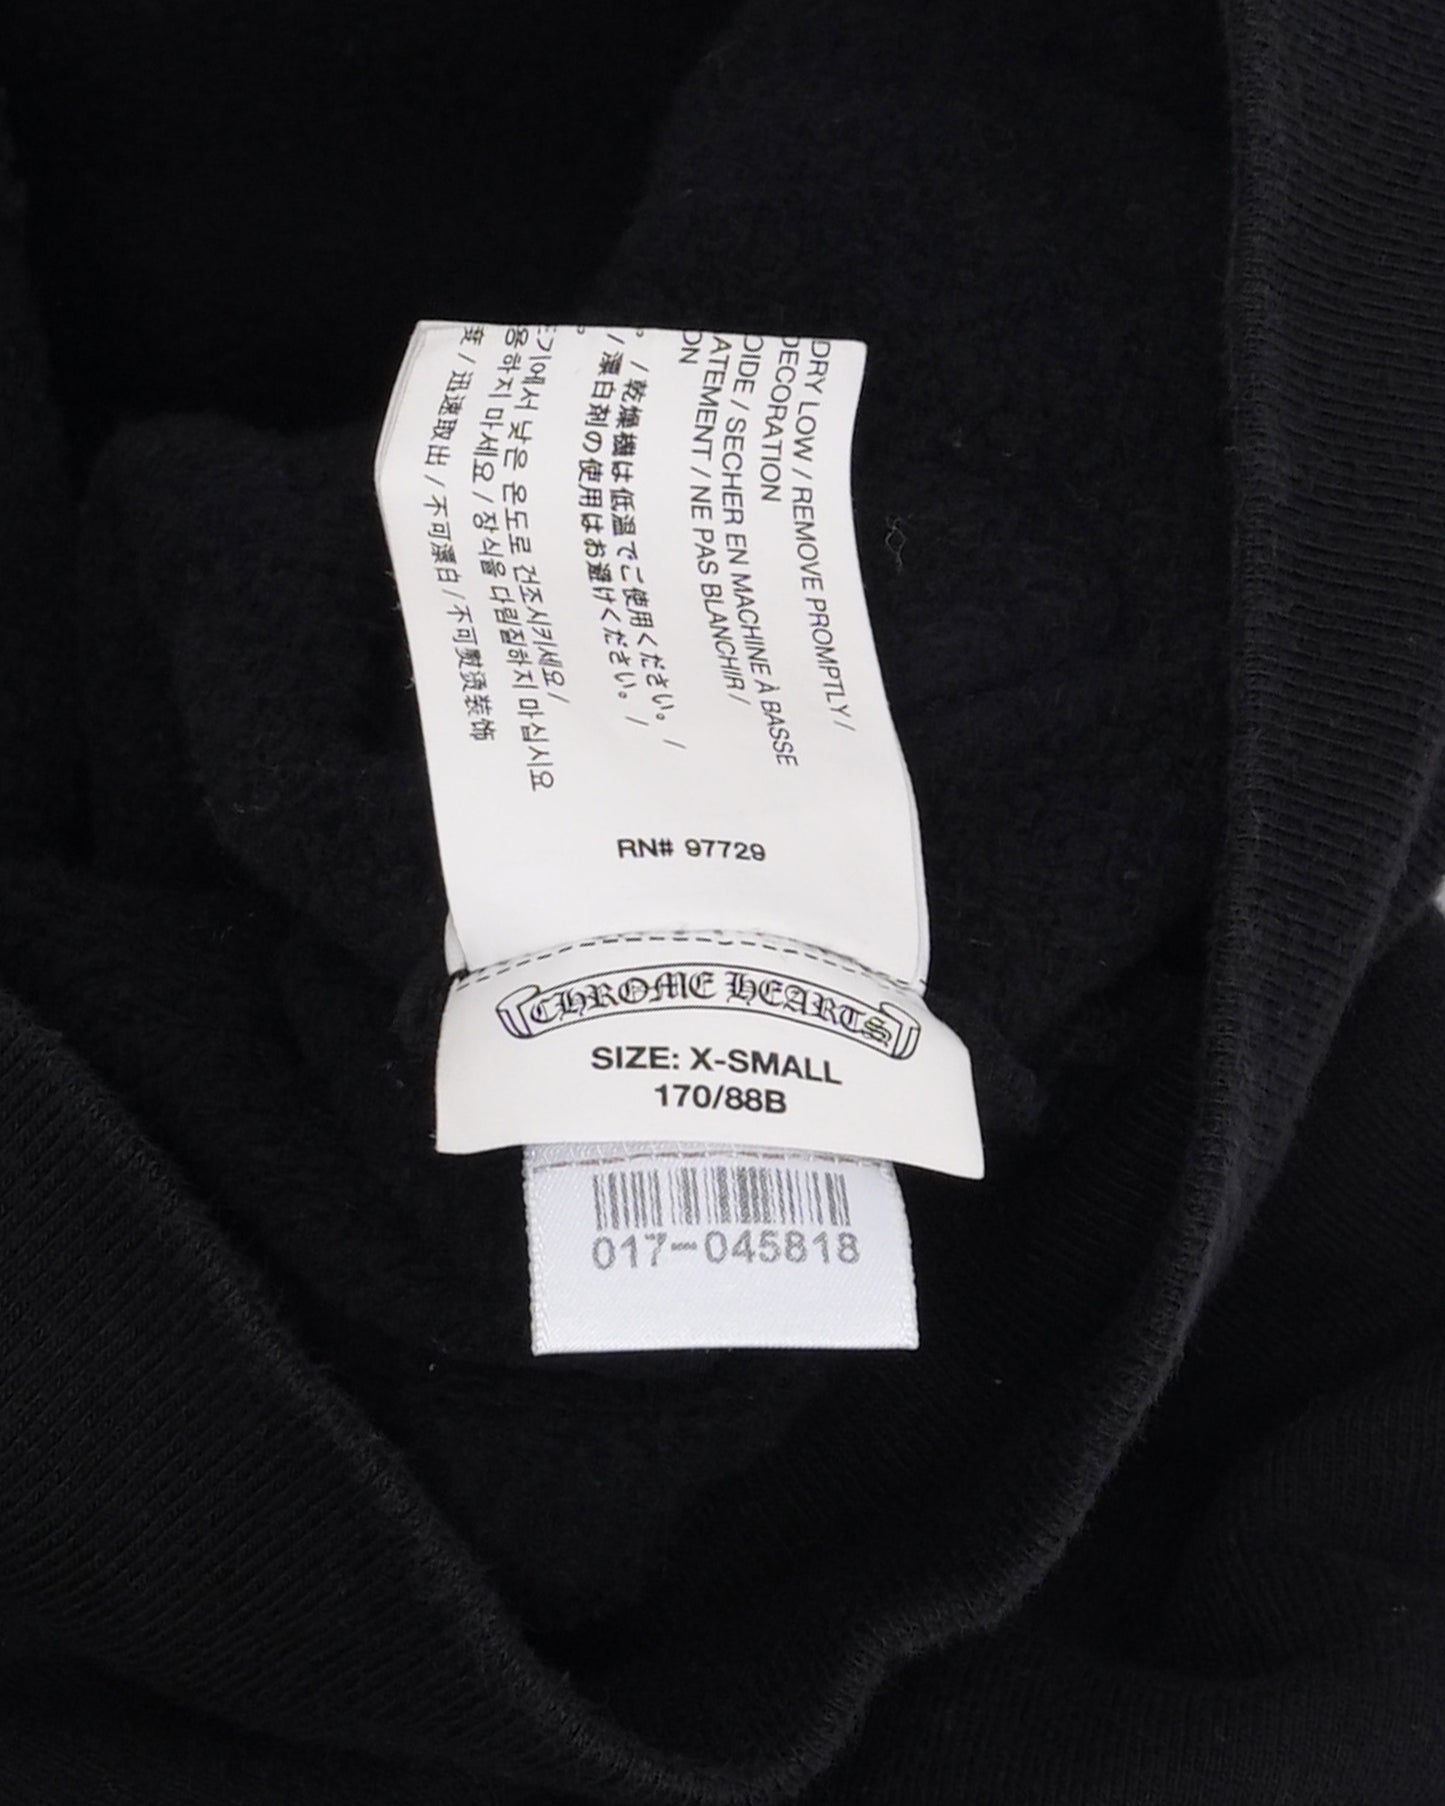 DRY LOW / REMOVE PROMPTLY /
DECORATION
OIDE / SECHER EN MACHINE À BASSE
ATEMENT / NE PAS BLANCHIR /
ON
/ 乾燥機は低温でご使用ください。 /
/ 漂白剤の使用はお避けください。 /
기에서 낮은 온도로 건조시키세요 /
용하지 마세요 / 장식을 다림질하지 마십시요
/ 迅速取出 / 不可漂白 / 不可熨烫装饰
RN# 97729
CHROME HEARTS
SIZE: X-SMALL
170/88B
017-045818